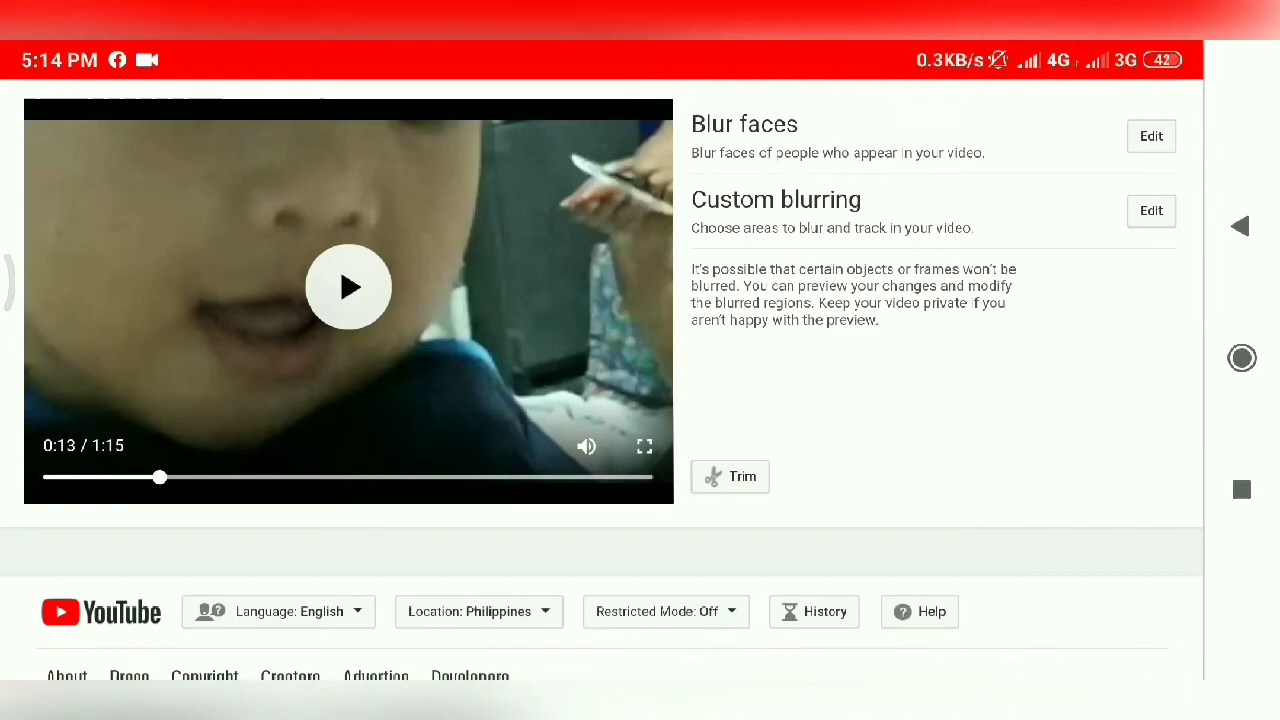 5:14 PM 0.3KB/s 4G 3G 42
Blur faces
Blur faces of people who appear in your video.
Edit
Custom blurring
Choose areas to blur and track in your video.
Edit
It's possible that certain objects or frames won't be
blurred. You can preview your changes and modify
the blurred regions. Keep your video private if you
aren't happy with the preview.
0:13 / 1:15
Trim
YouTube Language: English Location: Philippines Restricted Mode: Off History Help
About Press Copyright Creators Advertise Developers